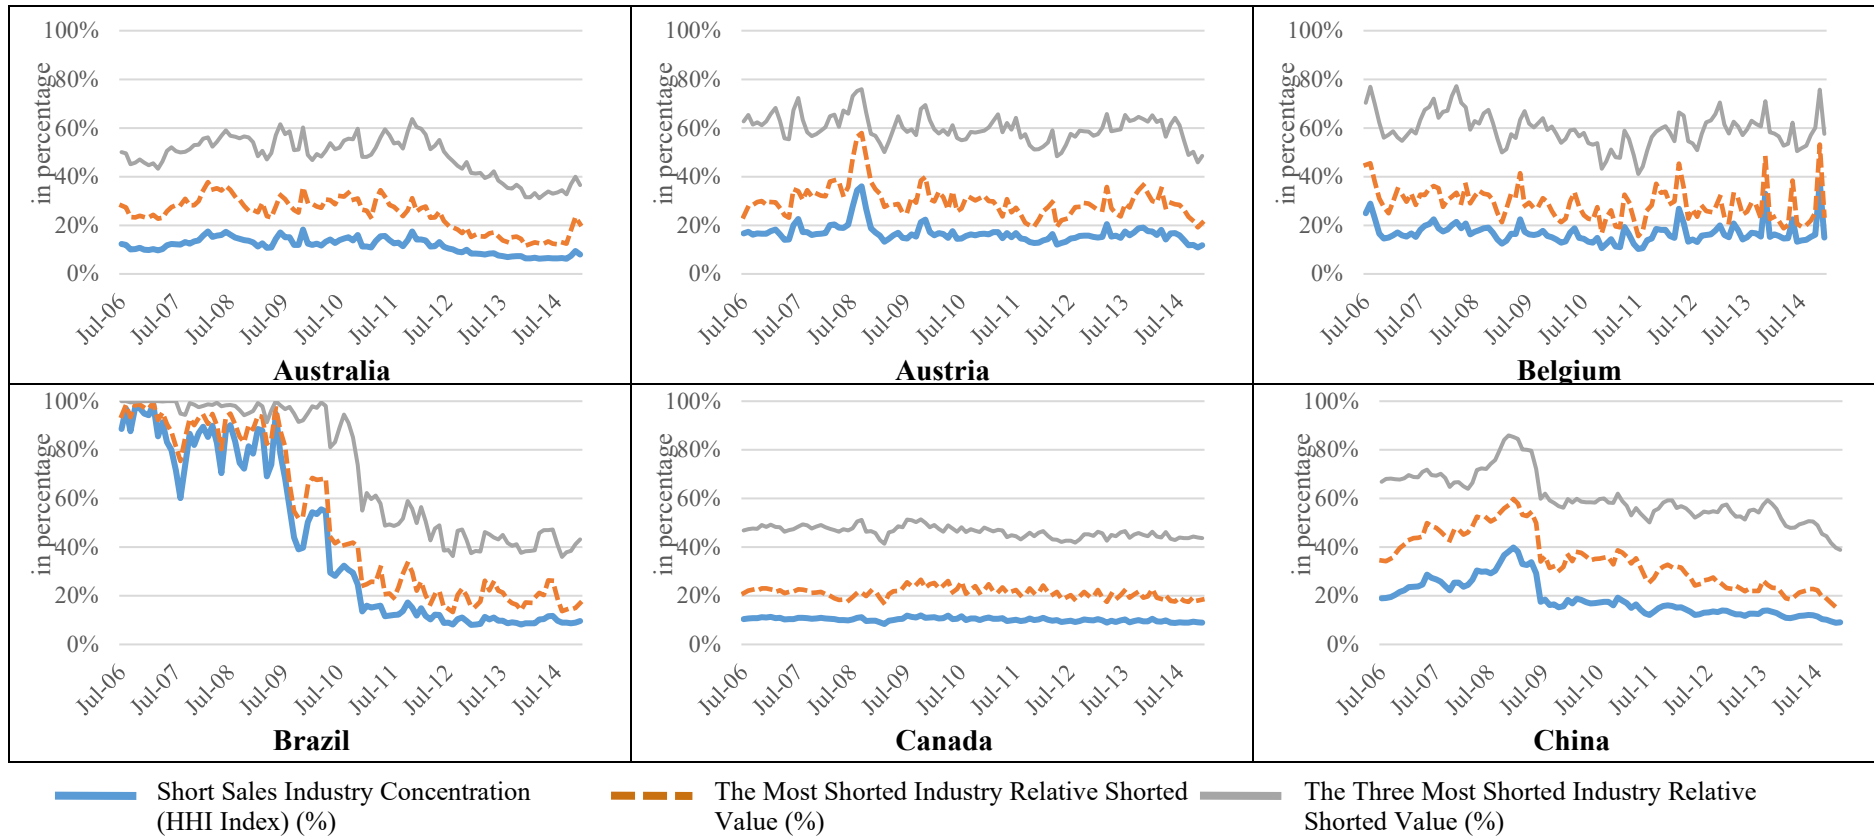 100%
80%
60%
40%
20%
0%
in percentage
Jul-06
Jul-07
Jul-08
Jul-09
Jul-10
Jul-11
Jul-12
Jul-13
Jul-14
Australia
100%
80%
60%
40%
20%
0%
in percentage
Jul-06
Jul-07
Jul-08
Jul-09
Jul-10
Jul-11
Jul-12
Jul-13
Jul-14
Austria
100%
80%
60%
40%
20%
0%
in percentage
Jul-06
Jul-07
Jul-08
Jul-09
Jul-10
Jul-11
Jul-12
Jul-13
Jul-14
Belgium
100%
80%
60%
40%
20%
0%
in percentage
Jul-06
Jul-07
Jul-08
Jul-09
Jul-10
Jul-11
Jul-12
Jul-13
Jul-14
Brazil
100%
80%
60%
40%
20%
0%
in percentage
Jul-06
Jul-07
Jul-08
Jul-09
Jul-10
Jul-11
Jul-12
Jul-13
Jul-14
Canada
100%
80%
60%
40%
20%
0%
in percentage
Jul-06
Jul-07
Jul-08
Jul-09
Jul-10
Jul-11
Jul-12
Jul-13
Jul-14
China
Short Sales Industry Concentration
(HHI Index) (%)
The Most Shorted Industry Relative Shorted
Value (%)
The Three Most Shorted Industry Relative
Shorted Value (%)